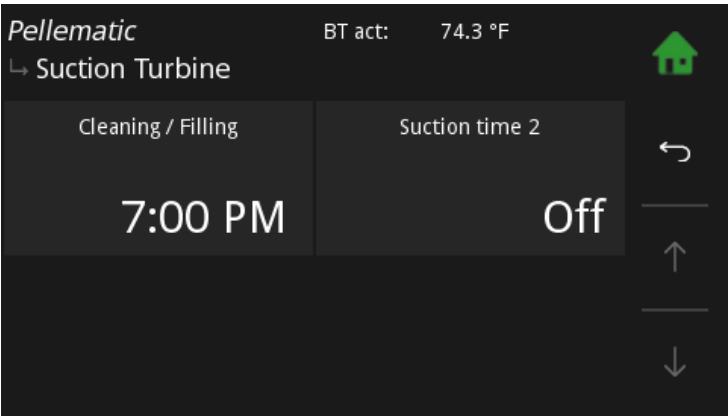 Pellematic BT act: 74.3 °F
Suction Turbine
Cleaning / Filling Suction time 2
7:00 PM Off